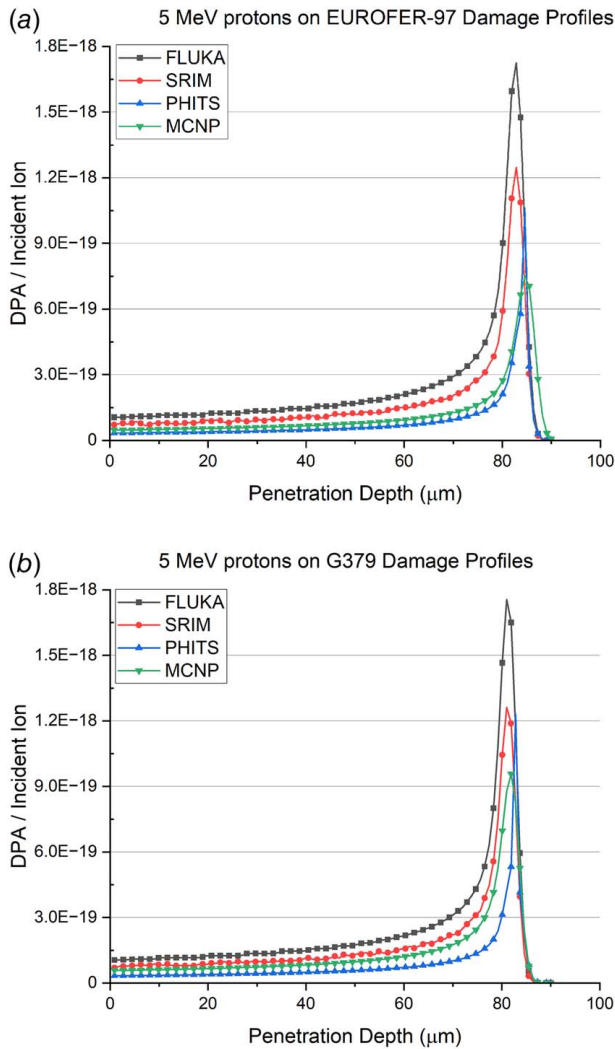 (a)
5 MeV protons on EUROFER-97 Damage Profiles
FLUKA
SRIM
PHITS
MCNP
1.8E−18
1.5E−18
1.2E−18
9.0E−19
6.0E−19
3.0E−19
0
DPA / Incident Ion
0 20 40 60 80 100
Penetration Depth (μm)
(b)
5 MeV protons on G379 Damage Profiles
FLUKA
SRIM
PHITS
MCNP
1.8E−18
1.5E−18
1.2E−18
9.0E−19
6.0E−19
3.0E−19
0
DPA / Incident Ion
0 20 40 60 80 100
Penetration Depth (μm)